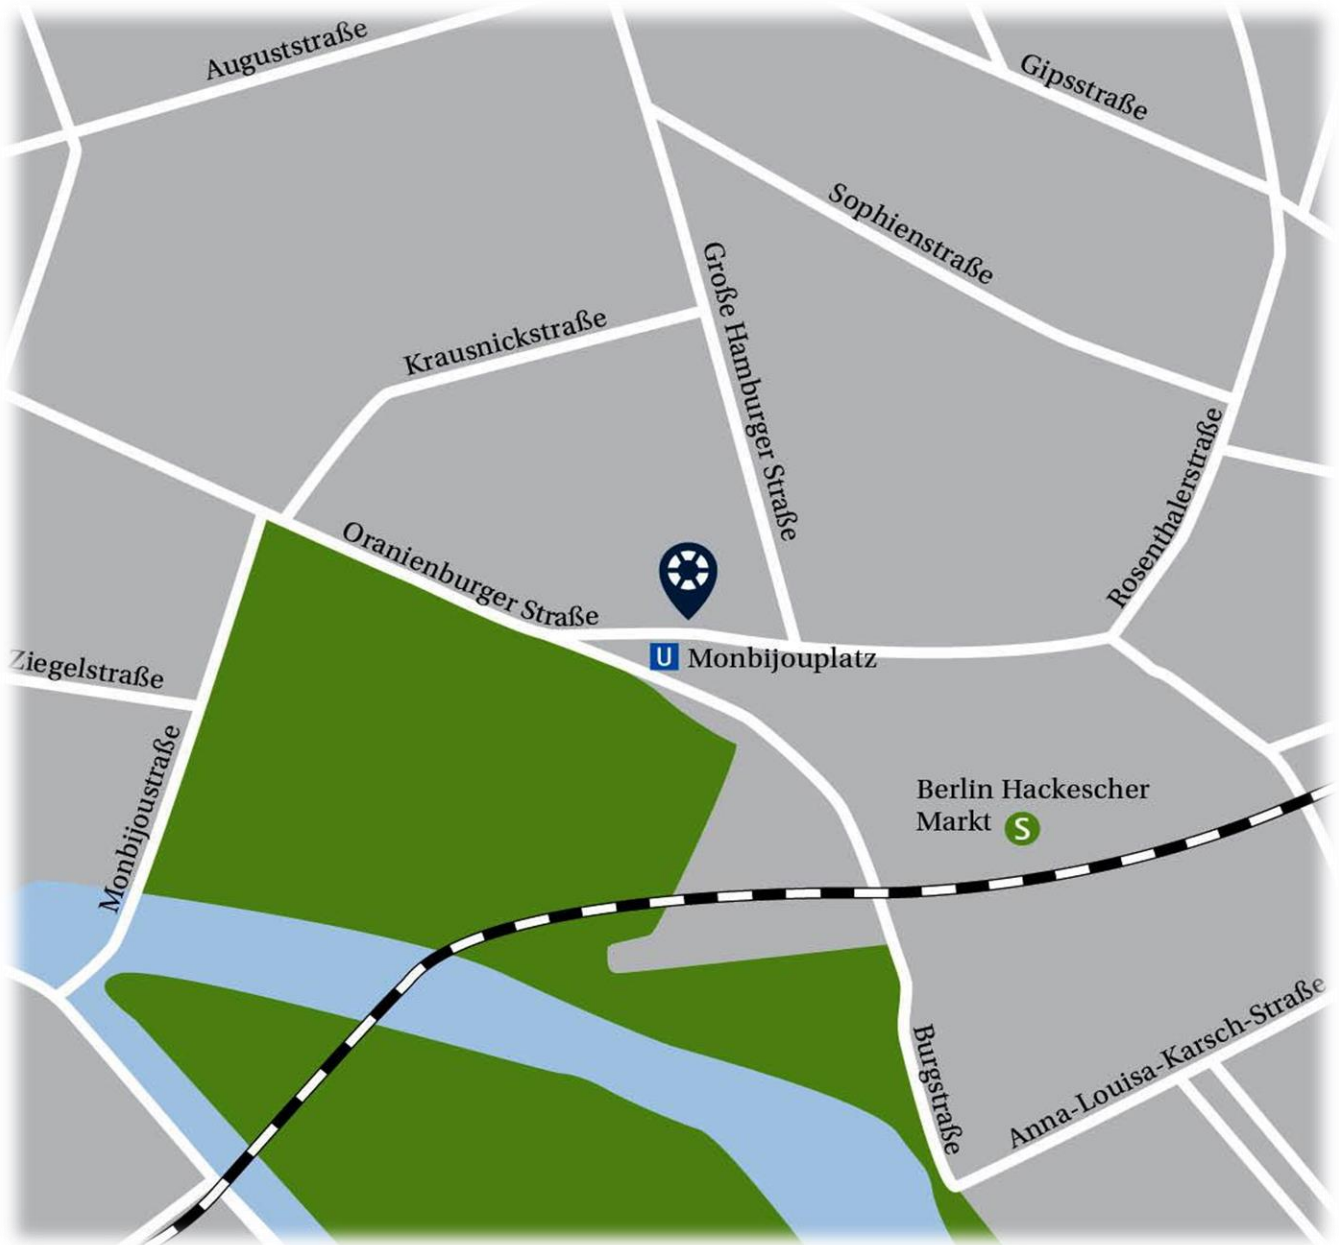 Auguststraße
Gipsstraße
Sophienstraße
Große Hamburger Straße
Krausnickstraße
Rosenthalerstraße
Oranienburger Straße
U Monbijouplatz
Ziegelstraße
Monbijoustraße
Berlin Hackescher
Markt S
Burgstraße
Anna-Louisa-Karsch-Straße